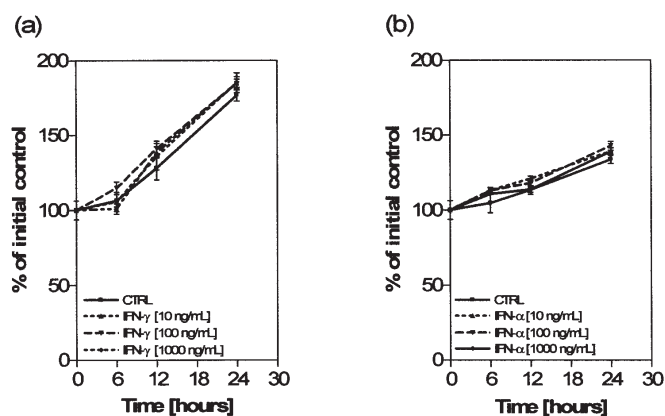 (a)
% of initial control
200
150
100
50
0
CTRL
IFN-γ [10 ng/mL]
IFN-γ [100 ng/mL]
IFN-γ [1000 ng/mL]
0 6 12 18 24 30
Time [hours]
(b)
% of initial control
200
150
100
50
0
CTRL
IFN-α [10 ng/mL]
IFN-α [100 ng/mL]
IFN-α [1000 ng/mL]
0 6 12 18 24 30
Time [hours]